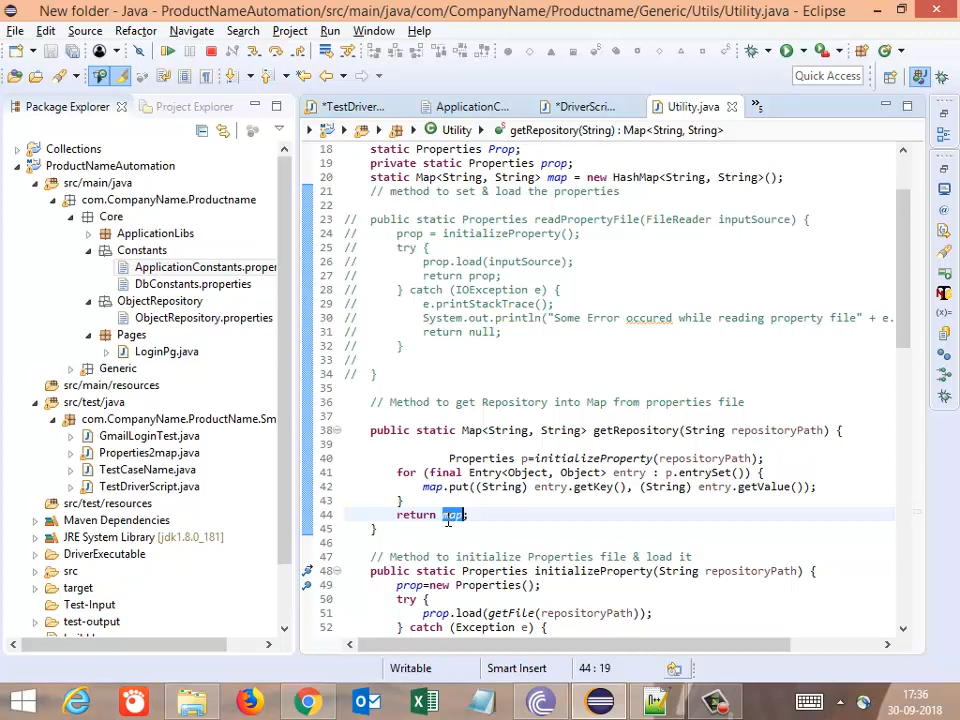 New folder - Java - ProductNameAutomation/src/main/java/com/CompanyName/Productname/Generic/Utils/Utility.java - Eclipse
File Edit Source Refactor Navigate Search Project Run Window Help
Quick Access
Package Explorer
Project Explorer
Collections
ProductNameAutomation
src/main/java
com.CompanyName.Productname
Core
ApplicationLibs
Constants
ApplicationConstants.proper
DbConstants.properties
ObjectRepository
ObjectRepository.properties
Pages
LoginPg.java
Generic
src/main/resources
src/test/java
com.CompanyName.ProductName.Sm
GmailLoginTest.java
Properties2map.java
TestCaseName.java
TestDriverScript.java
src/test/resources
Maven Dependencies
JRE System Library [jdk1.8.0_181]
DriverExecutable
src
target
Test-Input
test-output
*TestDriver...
ApplicationC...
*DriverScri...
Utility.java
»5
ProductNameAutomation
Utility
getRepository(String) : Map<String, String>
18 static Properties Prop;
19 private static Properties prop;
20 static Map<String, String> map = new HashMap<String, String>();
21 // method to set & load the properties
22
23 // public static Properties readPropertyFile(FileReader inputSource) {
24 // prop = initializeProperty();
25 // try {
26 // prop.load(inputSource);
27 // return prop;
28 // } catch (IOException e) {
29 // e.printStackTrace();
30 // System.out.println("Some Error occured while reading property file" + e.
31 // return null;
32 // }
33 //
34 // }
35
36 // Method to get Repository into Map from properties file
37
38 public static Map<String, String> getRepository(String repositoryPath) {
39
40 Properties p=initializeProperty(repositoryPath);
41 for (final Entry<Object, Object> entry : p.entrySet()) {
42 map.put((String) entry.getKey(), (String) entry.getValue());
43 }
44 return map;
45 }
46
47 // Method to initialize Properties file & load it
48 public static Properties initializeProperty(String repositoryPath) {
49 prop=new Properties();
50 try {
51 prop.load(getFile(repositoryPath));
52 } catch (Exception e) {
Writable
Smart Insert
44 : 19
17:36
30-09-2018